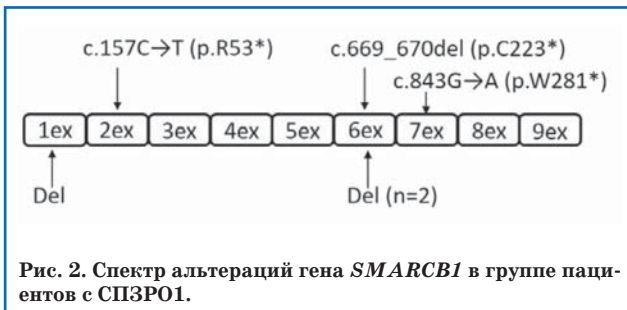 c.157C→T (p.R53*) c.669_670del (p.C223*)
c.843G→A (p.W281*)
1ex 2ex 3ex 4ex 5ex 6ex 7ex 8ex 9ex
Del Del (n=2)
Рис. 2. Спектр альтераций гена SMARCB1 в группе паци-
ентов с СПЗРО1.